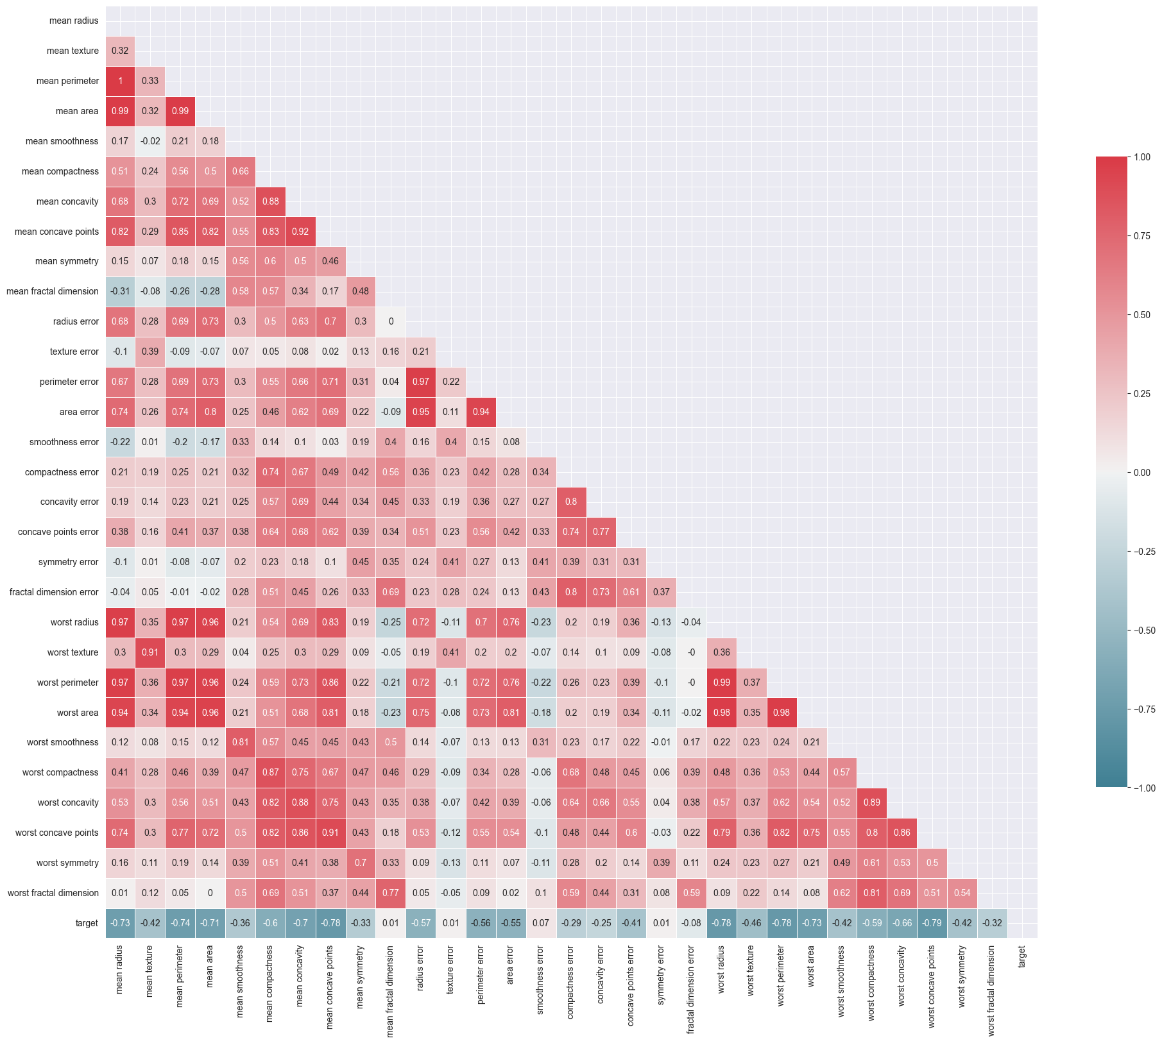 mean radius
mean texture 0.32
mean perimeter 1 0.33
mean area 0.99 0.32 0.99
mean smoothness 0.17 -0.02 0.21 0.18
mean compactness 0.51 0.24 0.56 0.5 0.66
mean concavity 0.68 0.3 0.72 0.69 0.52 0.88
mean concave points 0.82 0.29 0.85 0.82 0.55 0.83 0.92
mean symmetry 0.15 0.07 0.18 0.15 0.56 0.6 0.5 0.46
mean fractal dimension -0.31 -0.08 -0.26 -0.28 0.58 0.57 0.34 0.17 0.48
radius error 0.68 0.28 0.69 0.73 0.3 0.5 0.63 0.7 0.3 0
texture error -0.1 0.39 -0.09 -0.07 0.07 0.05 0.08 0.02 0.13 0.16 0.21
perimeter error 0.67 0.28 0.69 0.73 0.3 0.55 0.66 0.71 0.31 0.04 0.97 0.22
area error 0.74 0.26 0.74 0.8 0.25 0.46 0.62 0.69 0.22 -0.09 0.95 0.11 0.94
smoothness error -0.22 0.01 -0.2 -0.17 0.33 0.14 0.1 0.03 0.19 0.4 0.16 0.4 0.15 0.08
compactness error 0.21 0.19 0.25 0.21 0.32 0.74 0.67 0.49 0.42 0.56 0.36 0.23 0.42 0.28 0.34
concavity error 0.19 0.14 0.23 0.21 0.25 0.57 0.69 0.44 0.34 0.45 0.33 0.19 0.36 0.27 0.27 0.8
concave points error 0.38 0.16 0.41 0.37 0.38 0.64 0.68 0.62 0.39 0.34 0.51 0.23 0.56 0.42 0.33 0.74 0.77
symmetry error -0.1 0.01 -0.08 -0.07 0.2 0.23 0.18 0.1 0.45 0.35 0.24 0.41 0.27 0.13 0.41 0.39 0.31 0.31
fractal dimension error -0.04 0.05 -0.01 -0.02 0.28 0.51 0.45 0.26 0.33 0.69 0.23 0.28 0.24 0.13 0.43 0.8 0.73 0.61 0.37
worst radius 0.97 0.35 0.97 0.96 0.21 0.54 0.69 0.83 0.19 -0.25 0.72 -0.11 0.7 0.76 -0.23 0.2 0.19 0.36 -0.13 -0.04
worst texture 0.3 0.91 0.3 0.29 0.04 0.25 0.3 0.29 0.09 -0.05 0.19 0.41 0.2 0.2 -0.07 0.14 0.1 0.09 -0.08 -0 0.36
worst perimeter 0.97 0.36 0.97 0.96 0.24 0.59 0.73 0.86 0.22 -0.21 0.72 -0.1 0.72 0.76 -0.22 0.26 0.23 0.39 -0.1 -0 0.99 0.37
worst area 0.94 0.34 0.94 0.96 0.21 0.51 0.68 0.81 0.18 -0.23 0.75 -0.08 0.73 0.81 -0.18 0.2 0.19 0.34 -0.11 -0.02 0.98 0.35 0.98
worst smoothness 0.12 0.08 0.15 0.12 0.81 0.57 0.45 0.45 0.43 0.5 0.14 -0.07 0.13 0.13 0.31 0.23 0.17 0.22 -0.01 0.17 0.22 0.23 0.24 0.21
worst compactness 0.41 0.28 0.46 0.39 0.47 0.87 0.75 0.67 0.47 0.46 0.29 -0.09 0.34 0.28 -0.06 0.68 0.48 0.45 0.06 0.39 0.48 0.36 0.53 0.44 0.57
worst concavity 0.53 0.3 0.56 0.51 0.43 0.82 0.88 0.75 0.43 0.35 0.38 -0.07 0.42 0.39 -0.06 0.64 0.66 0.55 0.04 0.38 0.57 0.37 0.62 0.54 0.52 0.89
worst concave points 0.74 0.3 0.77 0.72 0.5 0.82 0.86 0.91 0.43 0.18 0.53 -0.12 0.55 0.54 -0.1 0.48 0.44 0.6 -0.03 0.22 0.79 0.36 0.82 0.75 0.55 0.8 0.86
worst symmetry 0.16 0.11 0.19 0.14 0.39 0.51 0.41 0.38 0.7 0.33 0.09 -0.13 0.11 0.07 -0.11 0.28 0.2 0.14 0.39 0.11 0.24 0.23 0.27 0.21 0.49 0.61 0.53 0.5
worst fractal dimension 0.01 0.12 0.05 0 0.5 0.69 0.51 0.37 0.44 0.77 0.05 -0.05 0.09 0.02 0.1 0.59 0.44 0.31 0.08 0.59 0.09 0.22 0.14 0.08 0.62 0.81 0.69 0.51 0.54
target -0.73 -0.42 -0.74 -0.71 -0.36 -0.6 -0.7 -0.78 -0.33 0.01 -0.57 0.01 -0.56 -0.55 0.07 -0.29 -0.25 -0.41 0.01 -0.08 -0.78 -0.46 -0.78 -0.73 -0.42 -0.59 -0.66 -0.79 -0.42 -0.32
mean radius
mean texture
mean perimeter
mean area
mean smoothness
mean compactness
mean concavity
mean concave points
mean symmetry
mean fractal dimension
radius error
texture error
perimeter error
area error
smoothness error
compactness error
concavity error
concave points error
symmetry error
fractal dimension error
worst radius
worst texture
worst perimeter
worst area
worst smoothness
worst compactness
worst concavity
worst concave points
worst symmetry
worst fractal dimension
target
1.00
0.75
0.50
0.25
0.00
−0.25
−0.50
−0.75
−1.00